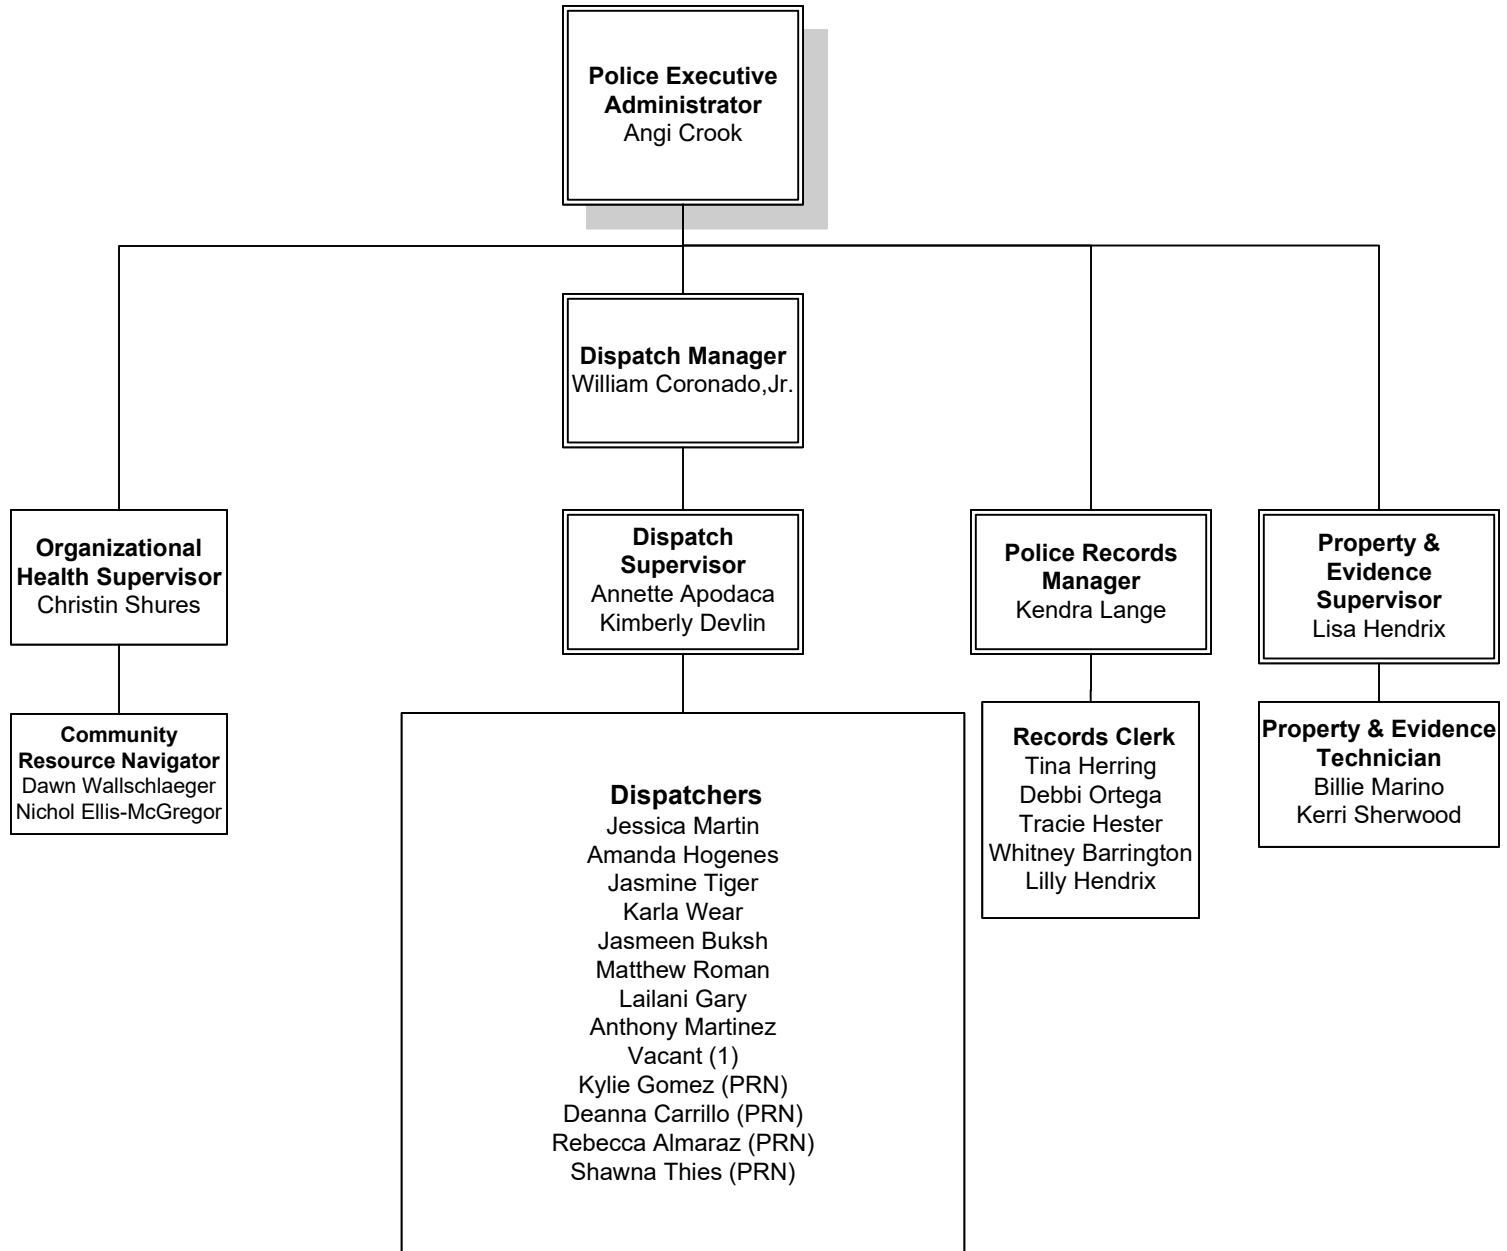 Police Executive
Administrator
Angi Crook
Dispatch Manager
William Coronado,Jr.
Organizational
Health Supervisor
Christin Shures
Dispatch
Supervisor
Annette Apodaca
Kimberly Devlin
Police Records
Manager
Kendra Lange
Property &
Evidence
Supervisor
Lisa Hendrix
Community
Resource Navigator
Dawn Wallschlaeger
Nichol Ellis-McGregor
Dispatchers
Jessica Martin
Amanda Hogenes
Jasmine Tiger
Karla Wear
Jasmeen Buksh
Matthew Roman
Lailani Gary
Anthony Martinez
Vacant (1)
Kylie Gomez (PRN)
Deanna Carrillo (PRN)
Rebecca Almaraz (PRN)
Shawna Thies (PRN)
Records Clerk
Tina Herring
Debbi Ortega
Tracie Hester
Whitney Barrington
Lilly Hendrix
Property & Evidence
Technician
Billie Marino
Kerri Sherwood